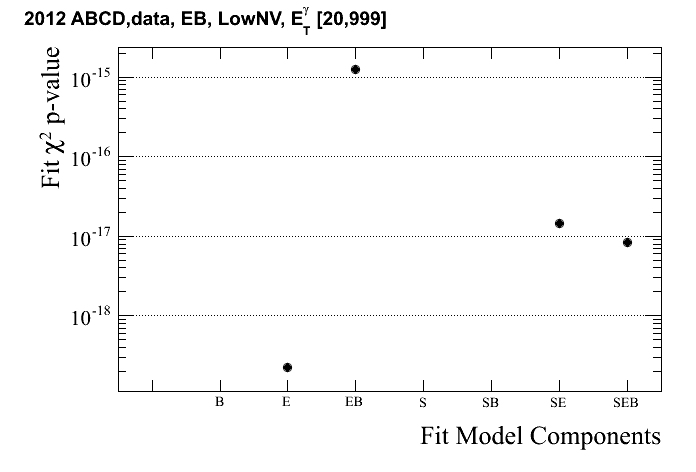 2012 ABCD,data, EB, LowNV, E_T^γ [20,999]
Fit χ² p-value
10⁻¹⁵
10⁻¹⁶
10⁻¹⁷
10⁻¹⁸
B E EB S SB SE SEB
Fit Model Components